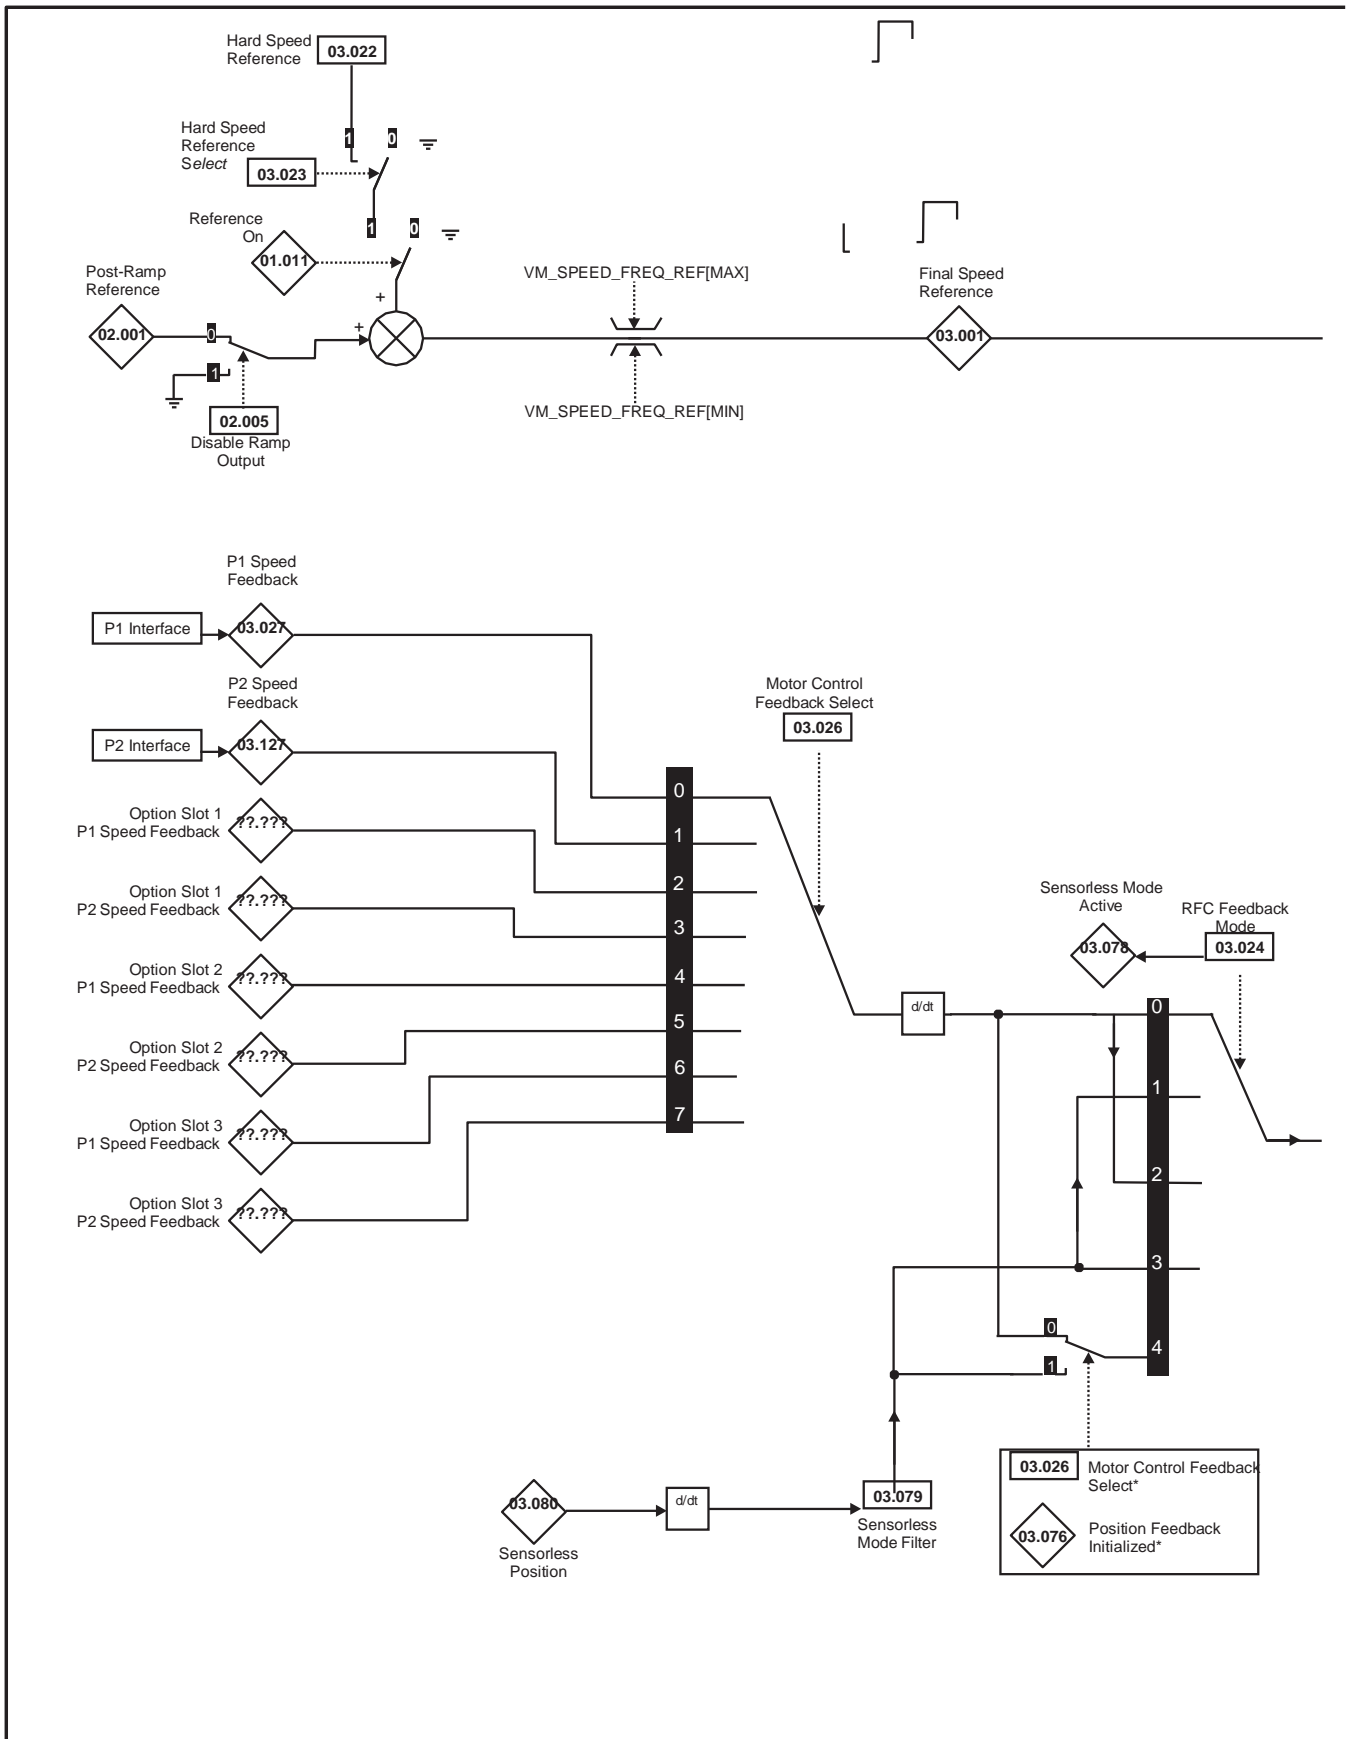 Hard Speed
Reference
03.022
1 0
Hard Speed
Reference
Select
03.023
1 0
Reference
On
01.011
Post-Ramp
Reference
02.001
0
1
+
+
02.005
Disable Ramp
Output
VM_SPEED_FREQ_REF[MAX]
VM_SPEED_FREQ_REF[MIN]
Final Speed
Reference
03.001
P1 Speed
Feedback
P1 Interface
03.027
P2 Speed
Feedback
P2 Interface
03.127
Option Slot 1
P1 Speed Feedback
??.???
Option Slot 1
P2 Speed Feedback
??.???
Option Slot 2
P1 Speed Feedback
??.???
Option Slot 2
P2 Speed Feedback
??.???
Option Slot 3
P1 Speed Feedback
??.???
Option Slot 3
P2 Speed Feedback
??.???
0
1
2
3
4
5
6
7
Motor Control
Feedback Select
03.026
d/dt
Sensorless Mode
Active
03.078
RFC Feedback
Mode
03.024
0
1
2
3
4
0
1
03.026
Motor Control Feedback
Select*
03.076
Position Feedback
Initialized*
03.080
Sensorless
Position
d/dt
03.079
Sensorless
Mode Filter